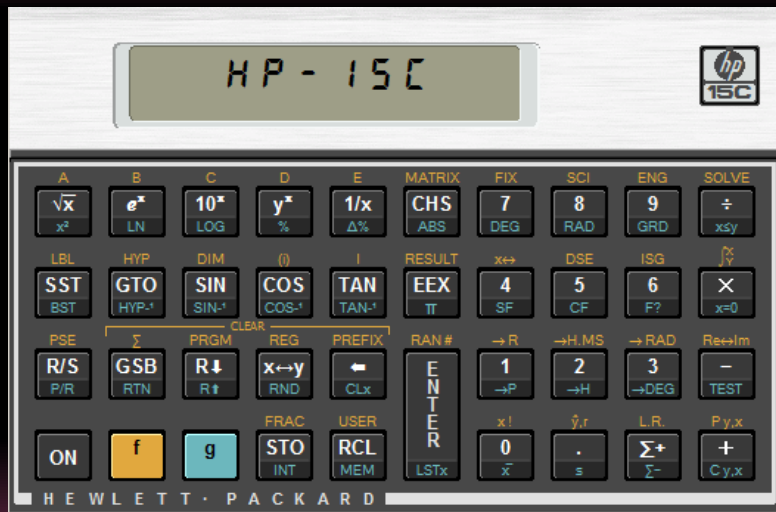 HP-15C
hp
15C
A B C D E MATRIX FIX SCI ENG SOLVE
√x eˣ 10ˣ yˣ 1/x CHS 7 8 9 ÷
x² LN LOG % Δ% ABS DEG RAD GRD x≤y
LBL HYP DIM (i) I RESULT x↔ DSE ISG ∫xy
SST GTO SIN COS TAN EEX 4 5 6 ×
BST HYP-¹ SIN-¹ COS-¹ TAN-¹ π SF CF F? x=0
CLEAR
PSE Σ PRGM REG PREFIX RAN# →R →H.MS →RAD Re↔Im
R/S GSB R⬇ x↔y ⬅ ENTER 1 2 3 −
P/R RTN R⬆ RND CLx →P →H →DEG TEST
FRAC USER x! ŷ,r L.R. Py,x
ON f g STO RCL 0 . Σ+ +
INT MEM LSTx x̄ s Σ− Cy,x
HEWLETT·PACKARD